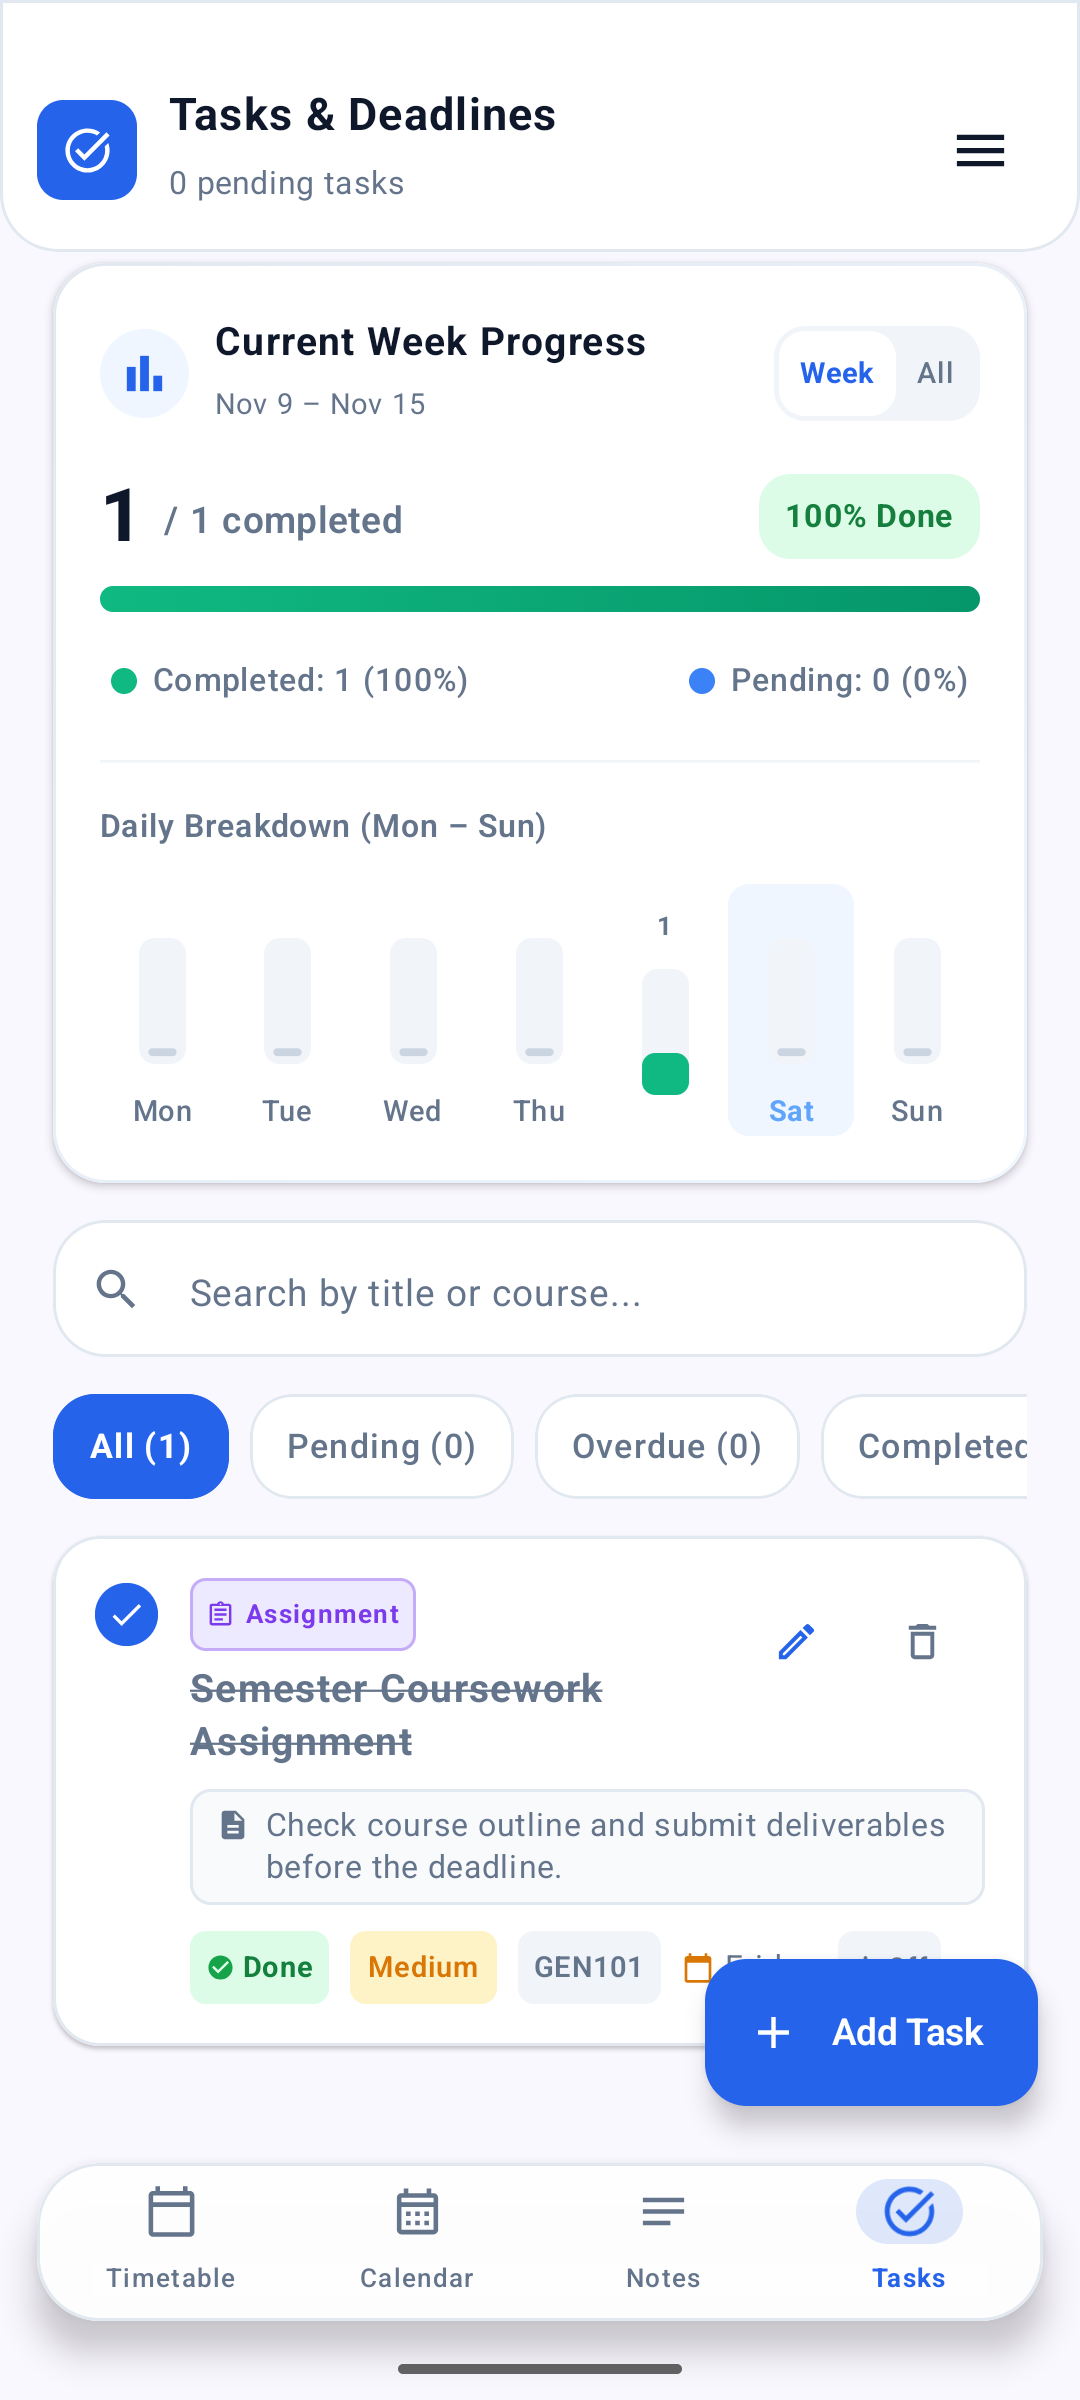 Tasks & Deadlines
0 pending tasks
Current Week Progress
Nov 9 – Nov 15
Week
All
1 / 1 completed
100% Done
Completed: 1 (100%)
Pending: 0 (0%)
Daily Breakdown (Mon – Sun)
1
Mon
Tue
Wed
Thu
Sat
Sun
Search by title or course...
All (1)
Pending (0)
Overdue (0)
Completed
Assignment
Semester Coursework
Assignment
Check course outline and submit deliverables
before the deadline.
Done
Medium
GEN101
Add Task
Timetable
Calendar
Notes
Tasks